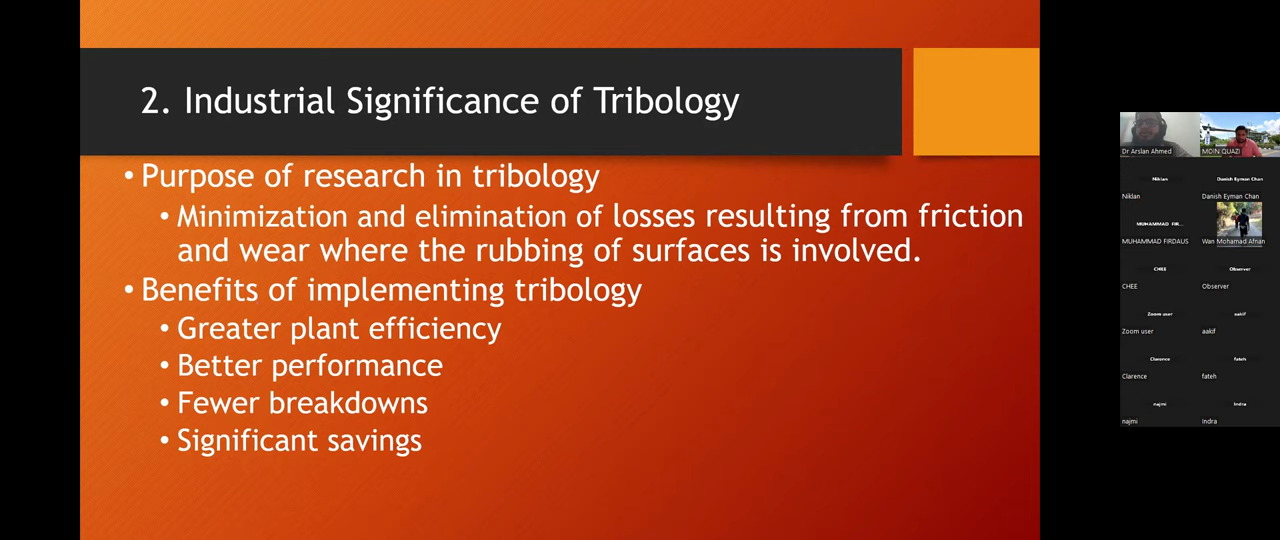 2. Industrial Significance of Tribology
• Purpose of research in tribology
• Minimization and elimination of losses resulting from friction
and wear where the rubbing of surfaces is involved.
• Benefits of implementing tribology
• Greater plant efficiency
• Better performance
• Fewer breakdowns
• Significant savings
Dr Arslan Ahmed
MOIN QUAZI
Niklan
Danish Eyman Chan
Niklan
Danish Eyman Chan
MUHAMMAD FIR...
MUHAMMAD FIRDAUS
Wan Mohamad Afnan
CHEE
Observer
CHEE
Observer
Zoom user
aakif
Zoom user
aakif
Clarence
fateh
Clarence
fateh
najmi
Indra
najmi
Indra